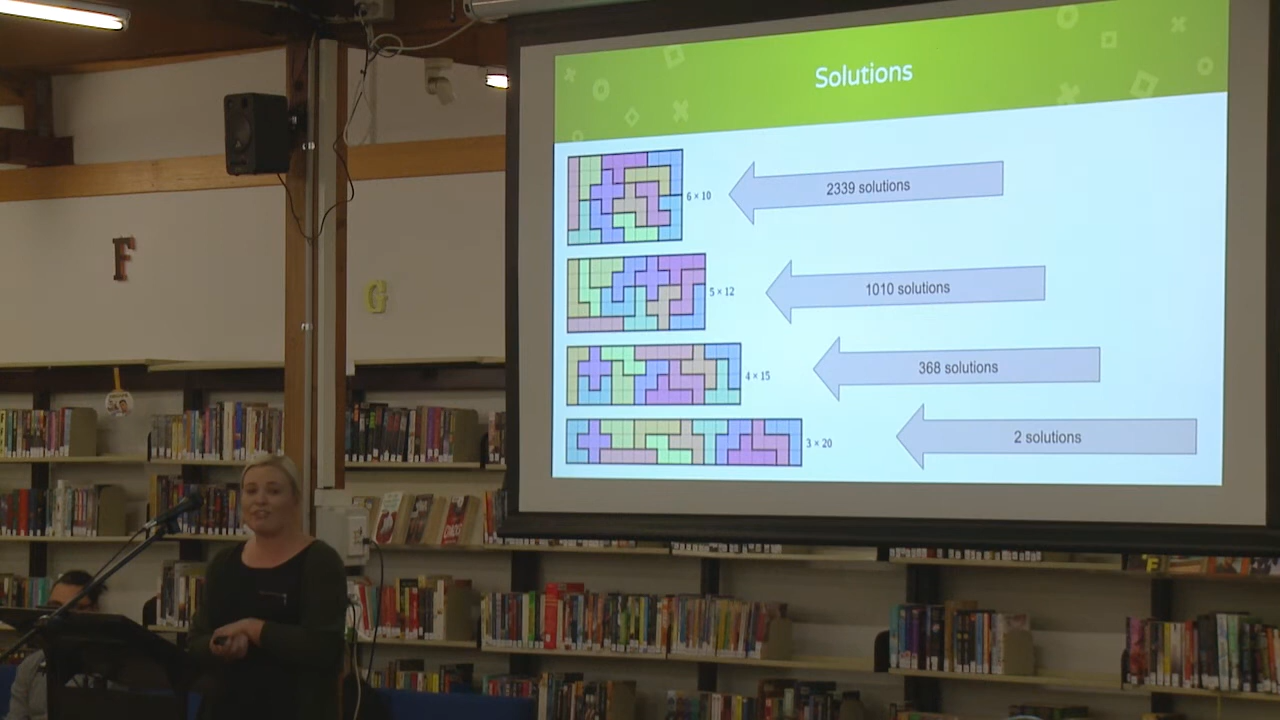 Solutions
6 × 10
2339 solutions
5 × 12
1010 solutions
4 × 15
368 solutions
3 × 20
2 solutions
F
G
F